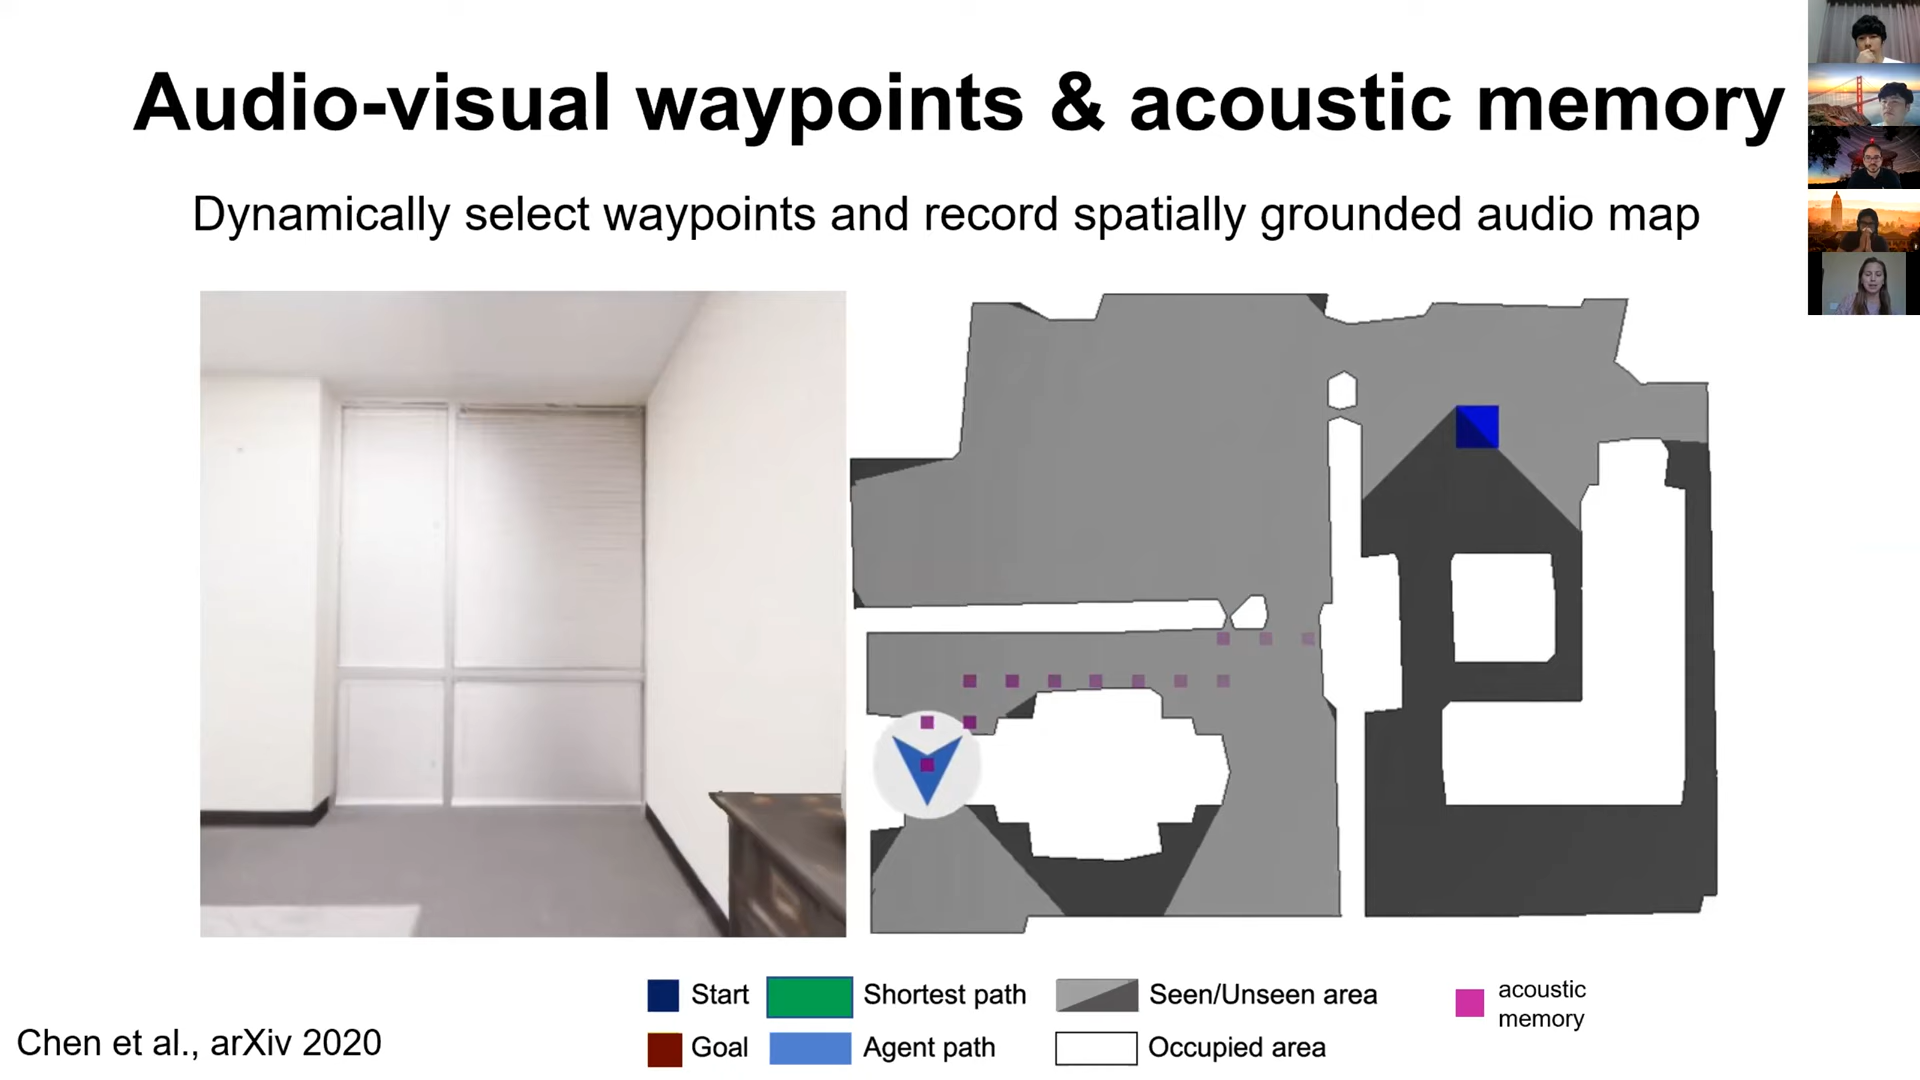 Audio-visual waypoints & acoustic memory
Dynamically select waypoints and record spatially grounded audio map
Start
Shortest path
Seen/Unseen area
acoustic
memory
Goal
Agent path
Occupied area
Chen et al., arXiv 2020